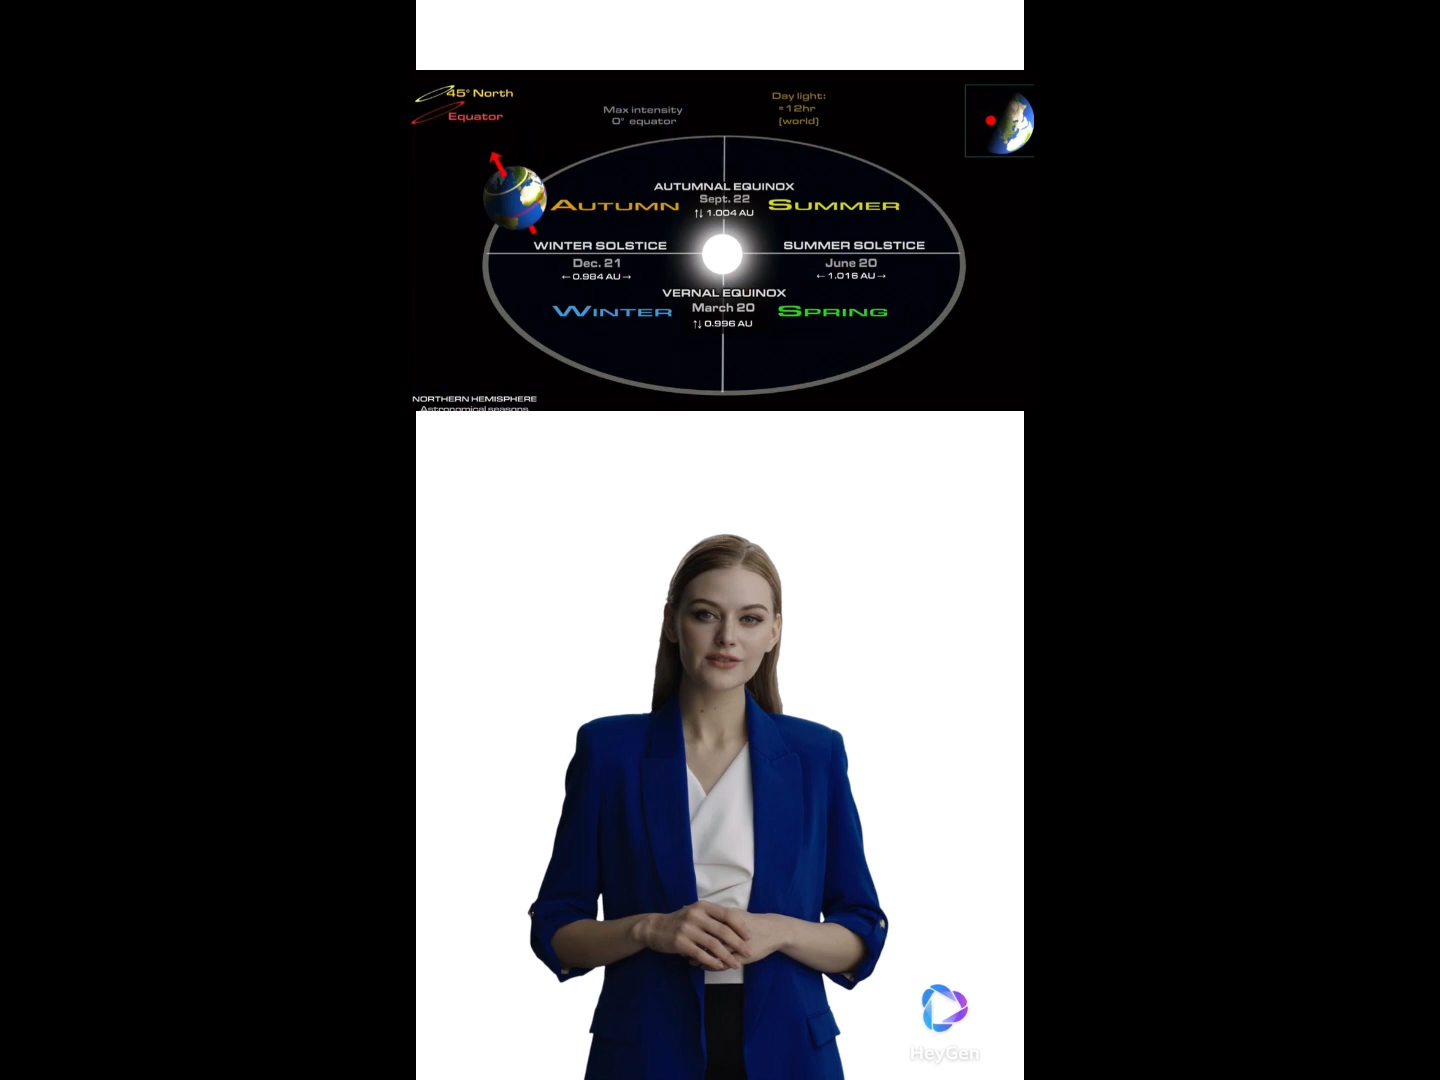 45° North
Equator
Max intensity
0° equator
Day light:
≈12hr
(world)
AUTUMNAL EQUINOX
Sept. 22
↑↓ 1.004 AU
AUTUMN
SUMMER
WINTER SOLSTICE
Dec. 21
←0.984 AU→
SUMMER SOLSTICE
June 20
←1.016 AU→
VERNAL EQUINOX
March 20
↑↓ 0.996 AU
WINTER
SPRING
NORTHERN HEMISPHERE
Astronomical seasons
HeyGen